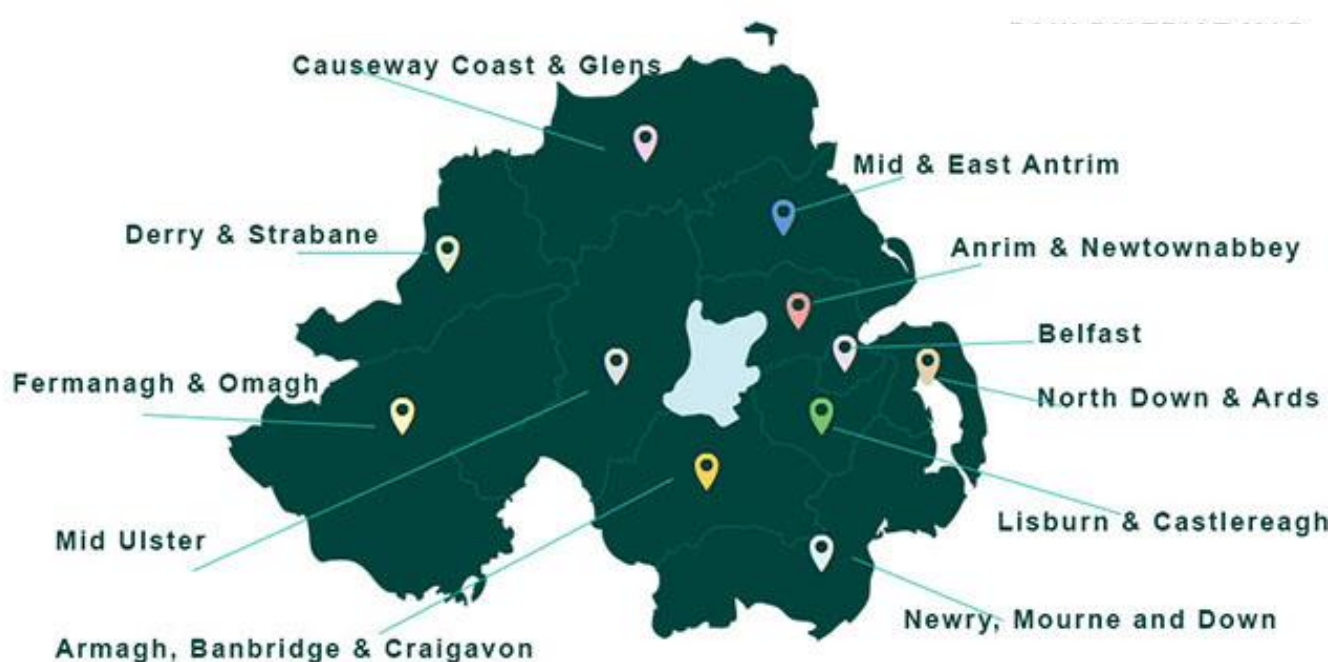 Causeway Coast & Glens
Mid & East Antrim
Derry & Strabane
Anrim & Newtownabbey
Belfast
Fermanagh & Omagh
North Down & Ards
Lisburn & Castlereagh
Mid Ulster
Newry, Mourne and Down
Armagh, Banbridge & Craigavon